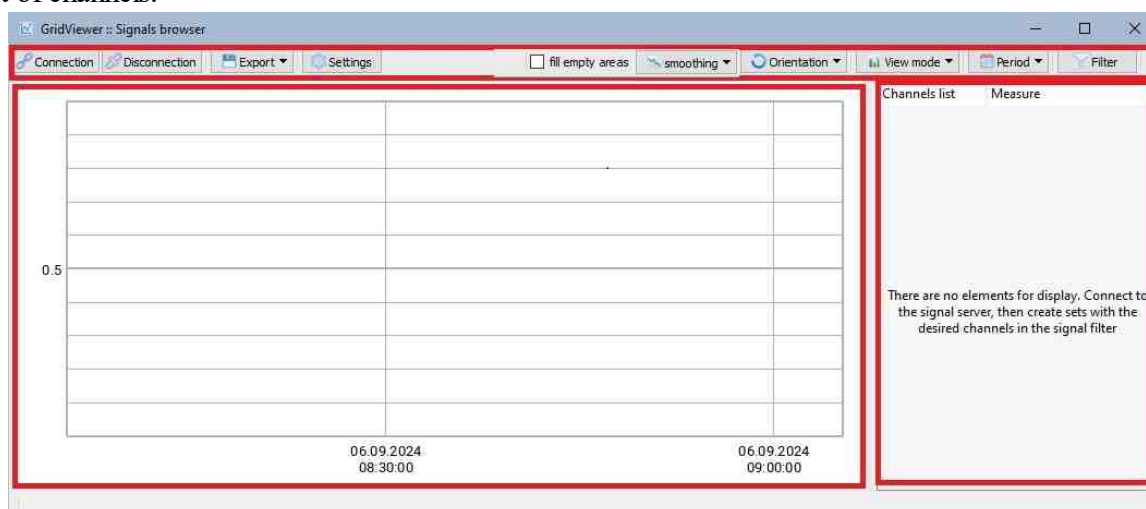 t of channels.
GridViewer :: Signals browser
Connection Disconnection Export Settings fill empty areas smoothing Orientation View mode Period Filter
Channels list Measure
0.5
There are no elements for display. Connect to
the signal server, then create sets with the
desired channels in the signal filter
06.09.2024 06.09.2024
08:30:00 09:00:00